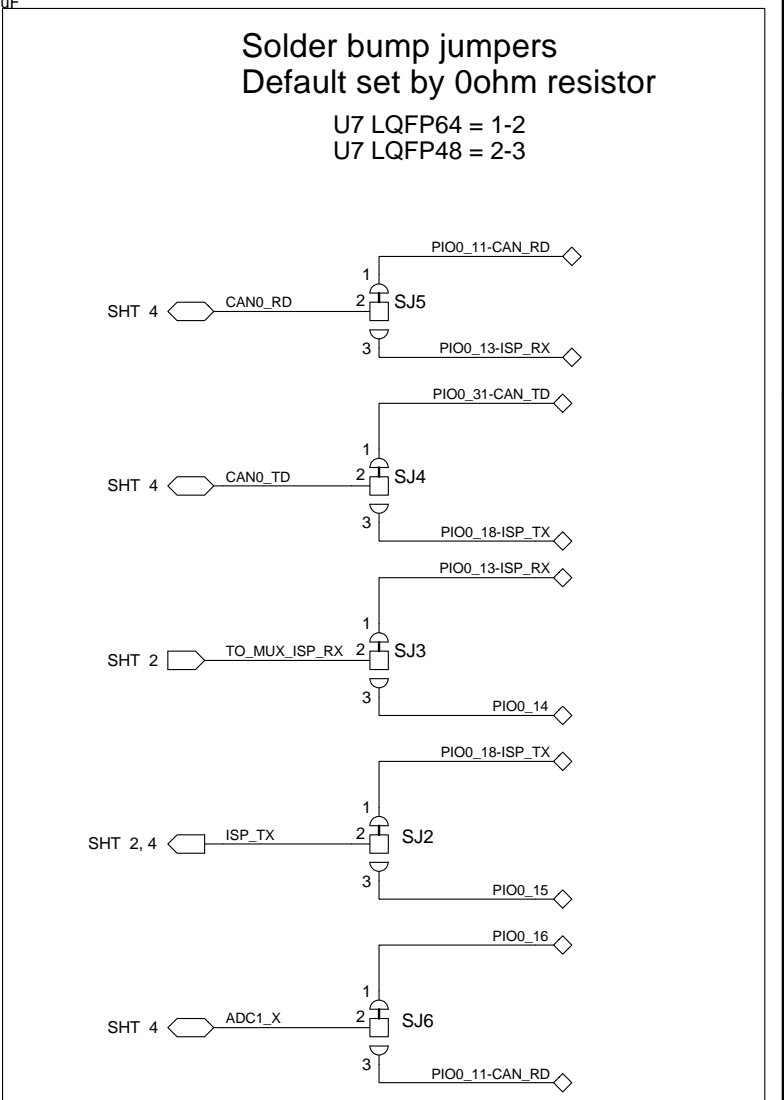 uF
Solder bump jumpers
Default set by 0ohm resistor
U7 LQFP64 = 1-2
U7 LQFP48 = 2-3
PIO0_11-CAN_RD
1
SHT 4 CAN0_RD 2 SJ5
3 PIO0_13-ISP_RX
PIO0_31-CAN_TD
1
SHT 4 CAN0_TD 2 SJ4
3 PIO0_18-ISP_TX
PIO0_13-ISP_RX
1
SHT 2 TO_MUX_ISP_RX 2 SJ3
3 PIO0_14
PIO0_18-ISP_TX
1
SHT 2, 4 ISP_TX 2 SJ2
3 PIO0_15
PIO0_16
1
SHT 4 ADC1_X 2 SJ6
3 PIO0_11-CAN_RD